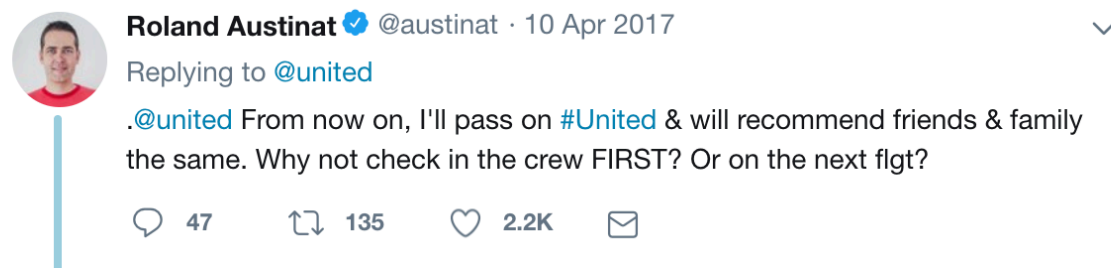 Roland Austinat @austinat · 10 Apr 2017
Replying to @united
.@united From now on, I'll pass on #United & will recommend friends & family
the same. Why not check in the crew FIRST? Or on the next flgt?
47 135 2.2K